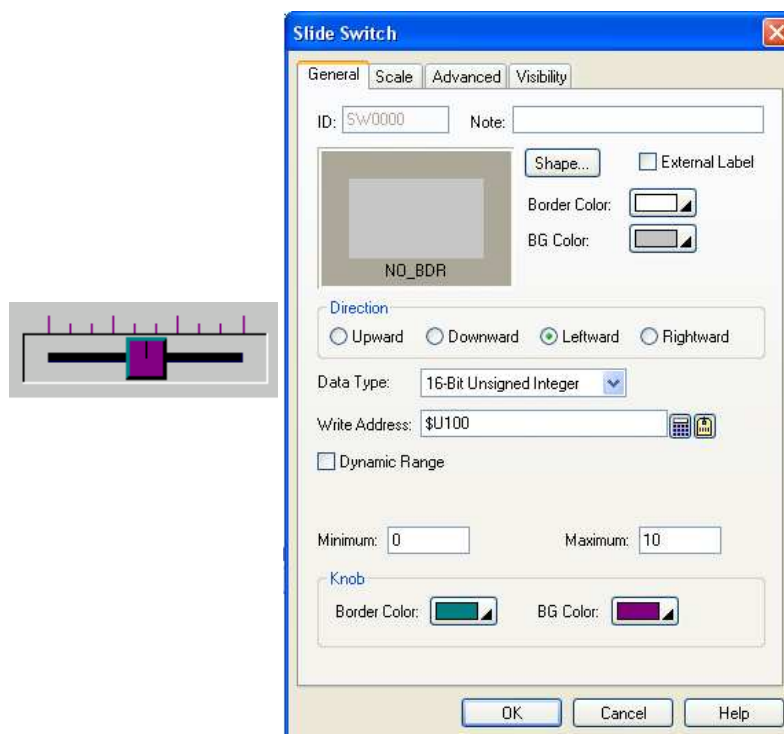 Slide Switch
General Scale Advanced Visibility
ID: SW0000 Note:
Shape... External Label
Border Color:
BG Color:
NO_BDR
Direction
Upward Downward Leftward Rightward
Data Type: 16-Bit Unsigned Integer
Write Address: $U100
Dynamic Range
Minimum: 0 Maximum: 10
Knob
Border Color: BG Color:
OK Cancel Help